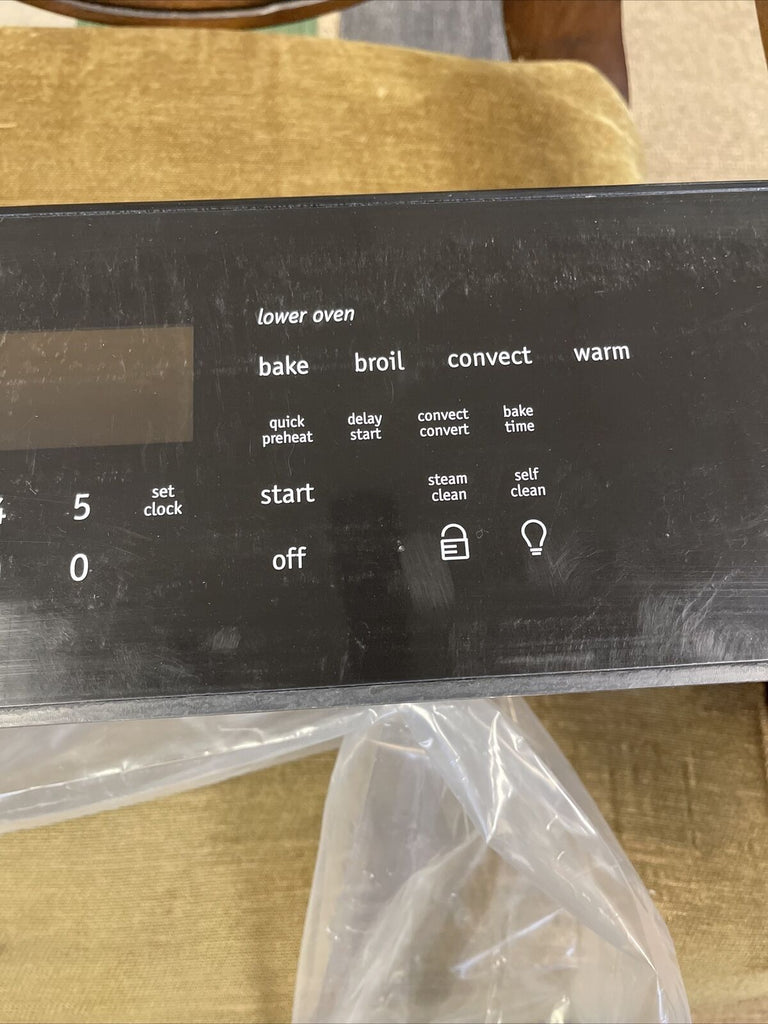 lower oven
bake broil convect warm
quick preheat
delay start
convect convert
bake time
5
set clock
start
steam clean
self clean
0
off